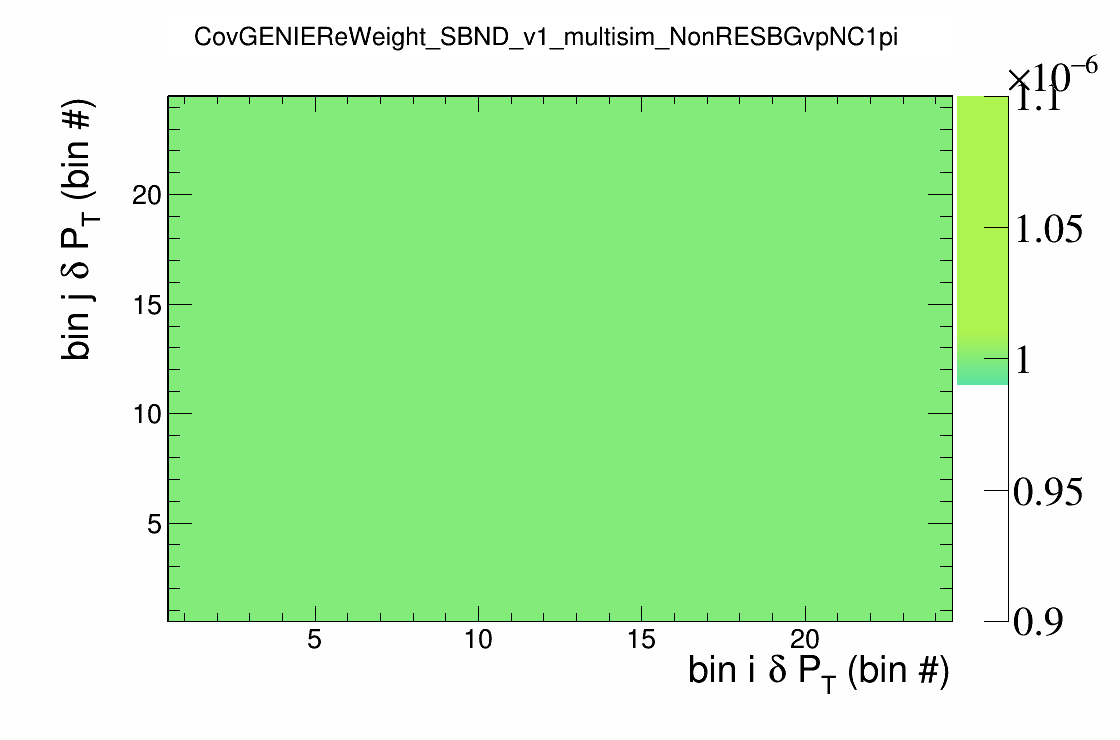 CovGENIEReWeight_SBND_v1_multisim_NonRESBGvpNC1pi
×10⁻⁶
1.1
1.05
1
0.95
0.9
bin j δ P_T (bin #)
20
15
10
5
5 10 15 20
bin i δ P_T (bin #)